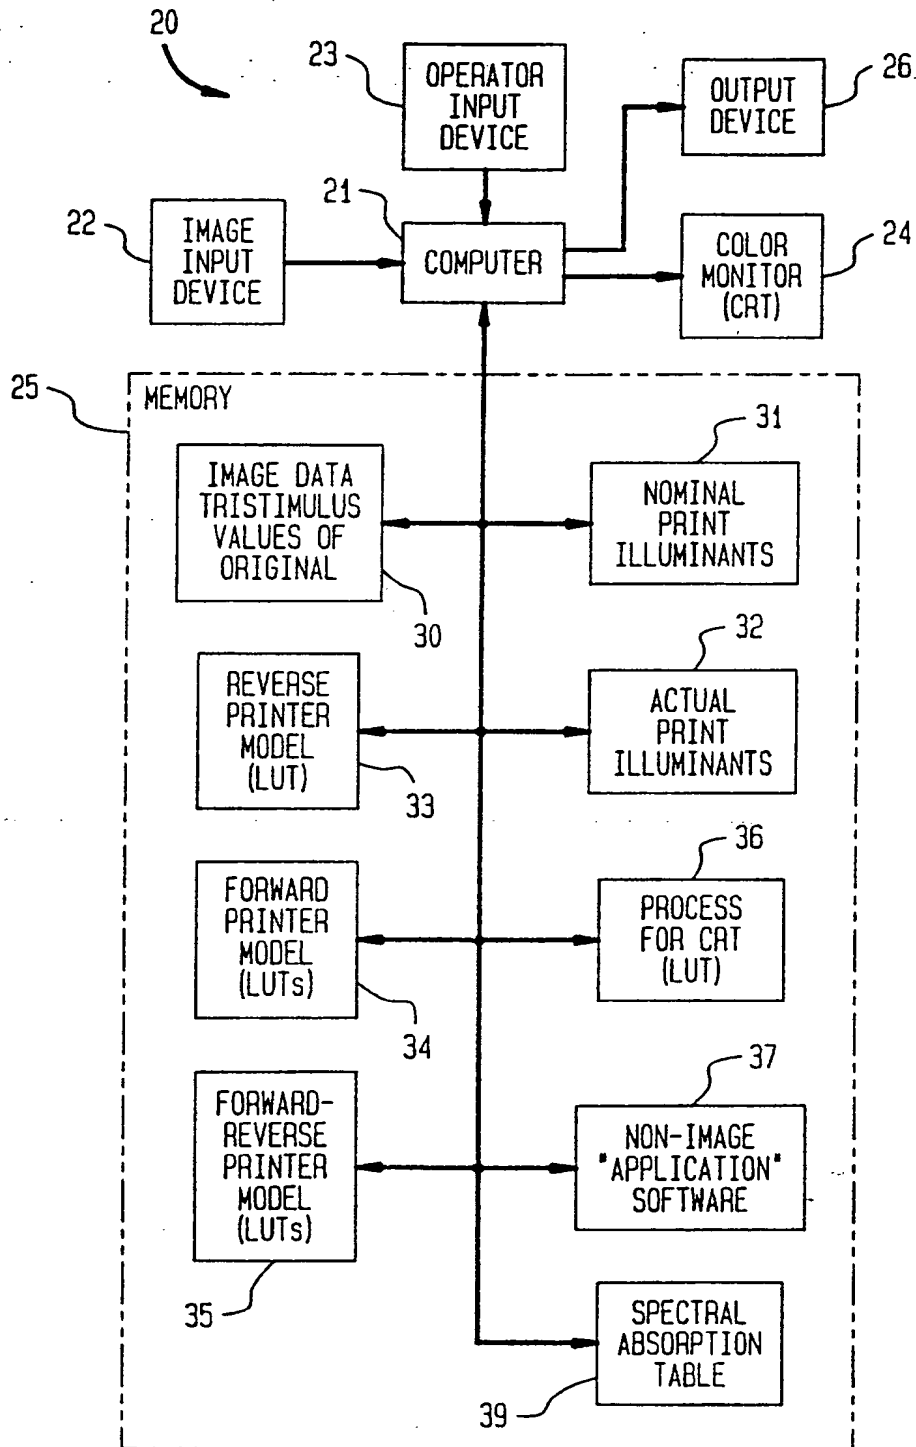 20
23
OPERATOR
INPUT
DEVICE
OUTPUT
DEVICE
26
22
IMAGE
INPUT
DEVICE
21
COMPUTER
COLOR
MONITOR
(CRT)
24
25
MEMORY
IMAGE DATA
TRISTIMULUS
VALUES OF
ORIGINAL
30
31
NOMINAL
PRINT
ILLUMINANTS
REVERSE
PRINTER
MODEL
(LUT)
33
32
ACTUAL
PRINT
ILLUMINANTS
FORWARD
PRINTER
MODEL
(LUTs)
34
36
PROCESS
FOR CRT
(LUT)
FORWARD-
REVERSE
PRINTER
MODEL
(LUTs)
35
37
NON-IMAGE
"APPLICATION"
SOFTWARE
SPECTRAL
ABSORPTION
TABLE
39